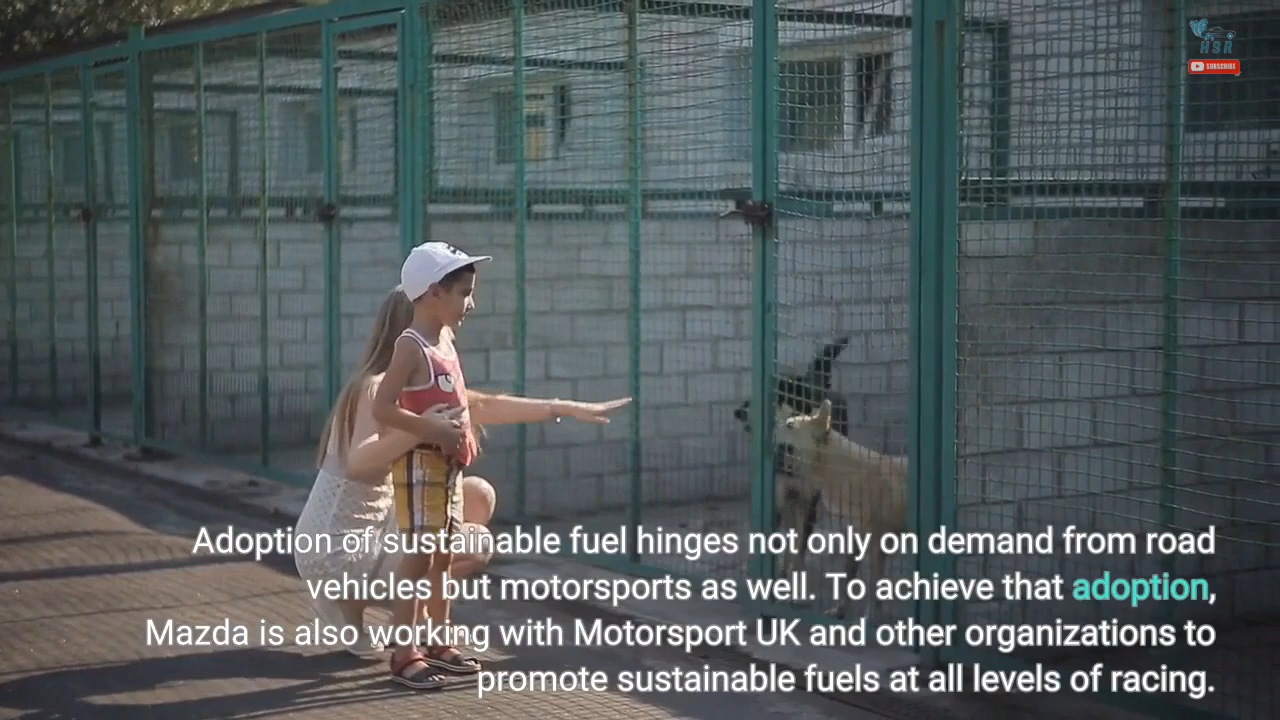 HSR
SUBSCRIBE
Adoption of sustainable fuel hinges not only on demand from road
vehicles but motorsports as well. To achieve that adoption,
Mazda is also working with Motorsport UK and other organizations to
promote sustainable fuels at all levels of racing.